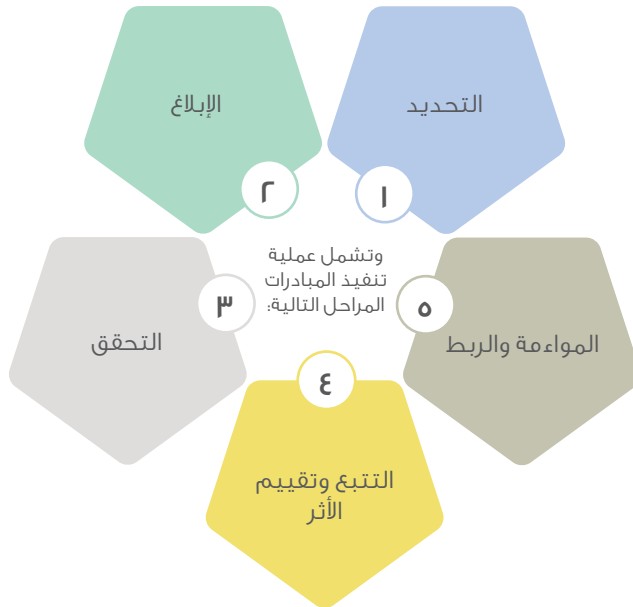 وتشمل عملية
تنفيذ المبادرات
المراحل التالية:
١
التحديد
٢
الإبلاغ
٣
التحقق
٤
التتبع وتقييم
الأثر
٥
المواءمة والربط